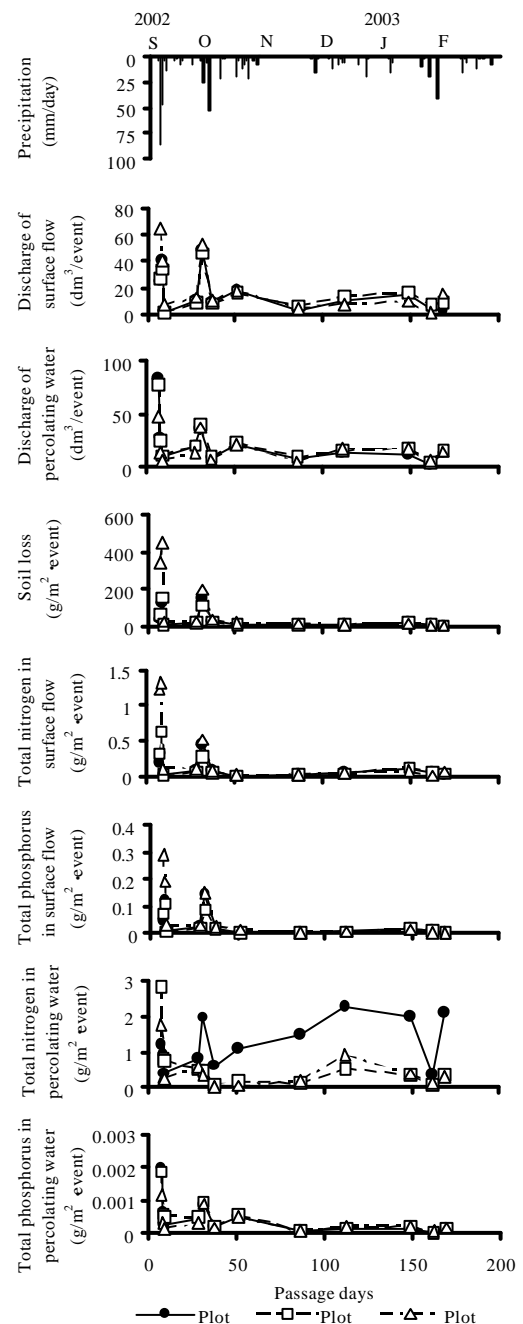 2002 2003
S O N D J F
Precipitation
(mm/day)
0
25
50
75
100
Discharge of
surface flow
(dm³/event)
80
60
40
20
0
Discharge of
percolating water
(dm³/event)
100
50
0
Soil loss
(g/m² •event)
600
400
200
0
Total nitrogen in
surface flow
(g/m² •event)
1.5
1
0.5
0
Total phosphorus
in surface flow
(g/m² •event)
0.4
0.3
0.2
0.1
0
Total nitrogen in
percolating water
(g/m² •event)
3
2
1
0
Total phosphorus in
percolating water
(g/m² •event)
0.003
0.002
0.001
0
0 50 100 150 200
Passage days
Plot Plot Plot